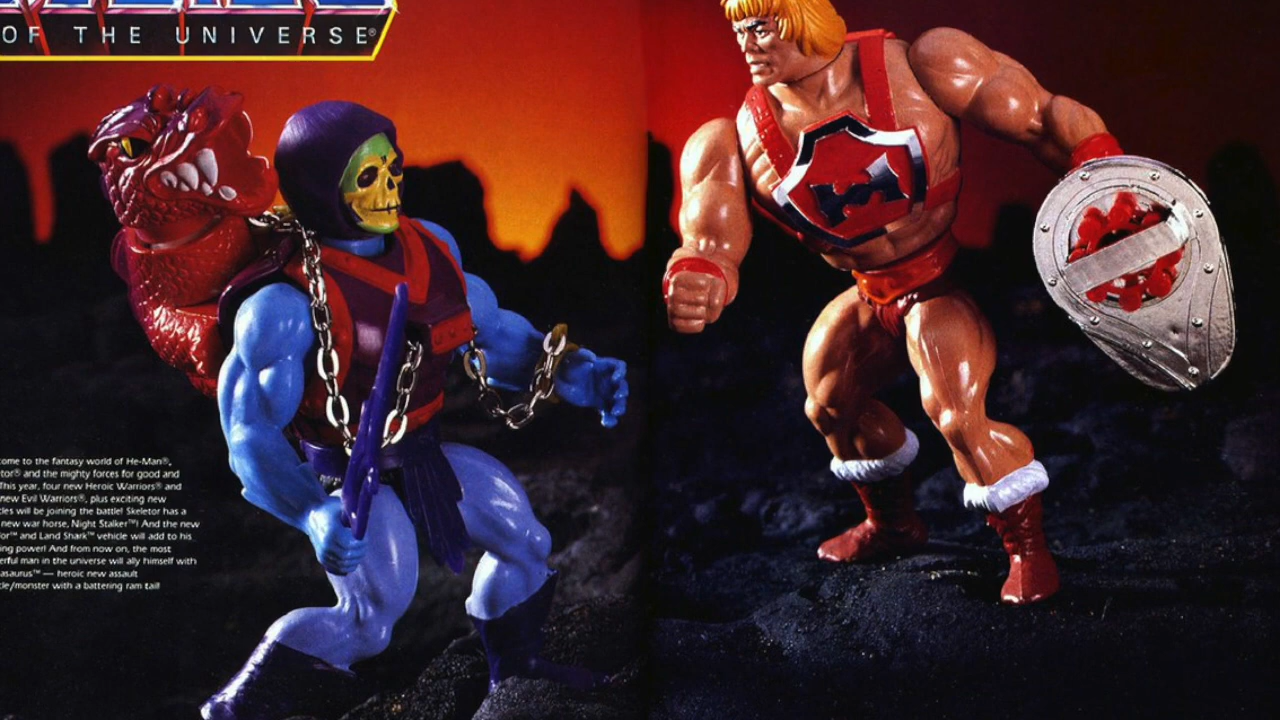 OF THE UNIVERSE®
ome to the fantasy world of He-Man®,
tor® and the mighty forces for good and
This year, four new Heroic Warriors® and
new Evil Warriors®, plus exciting new
cles will be joining the battle! Skeletor has a
new war horse, Night Stalker™! And the new
or™ and Land Shark™ vehicle will add to his
ing power! And from now on, the most
erful man in the universe will ally himself with
asaurus™ — heroic new assault
cle/monster with a battering ram tail!